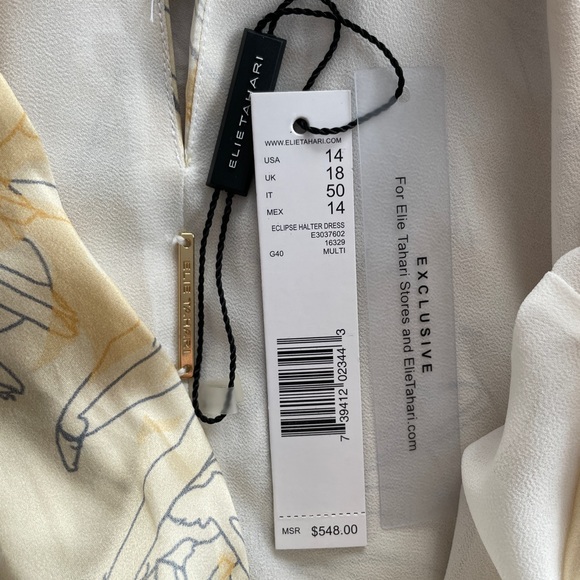 ELIE TAHARI
WWW.ELIETAHARI.COM
USA 14
UK 18
IT 50
MEX 14
ECLIPSE HALTER DRESS
E3037602
16329
G40 MULTI
7 39412 02344 3
MSR $548.00
EXCLUSIVE
For Elie Tahari Stores and ElieTahari.com
ELIE TAHARI